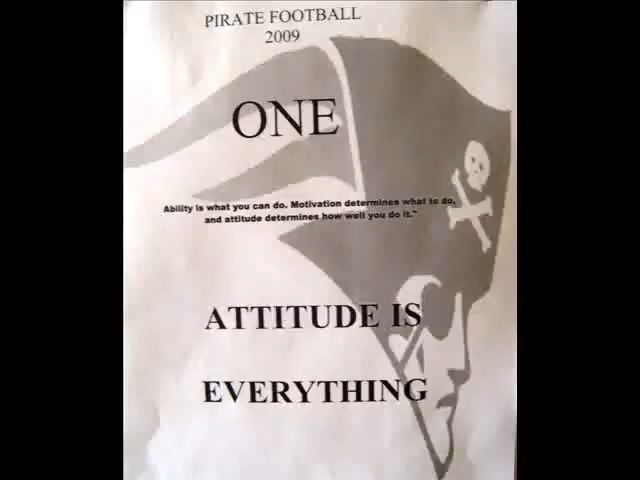 PIRATE FOOTBALL
2009
ONE
Ability is what you can do. Motivation determines what to do,
and attitude determines how well you do it."
ATTITUDE IS
EVERYTHING